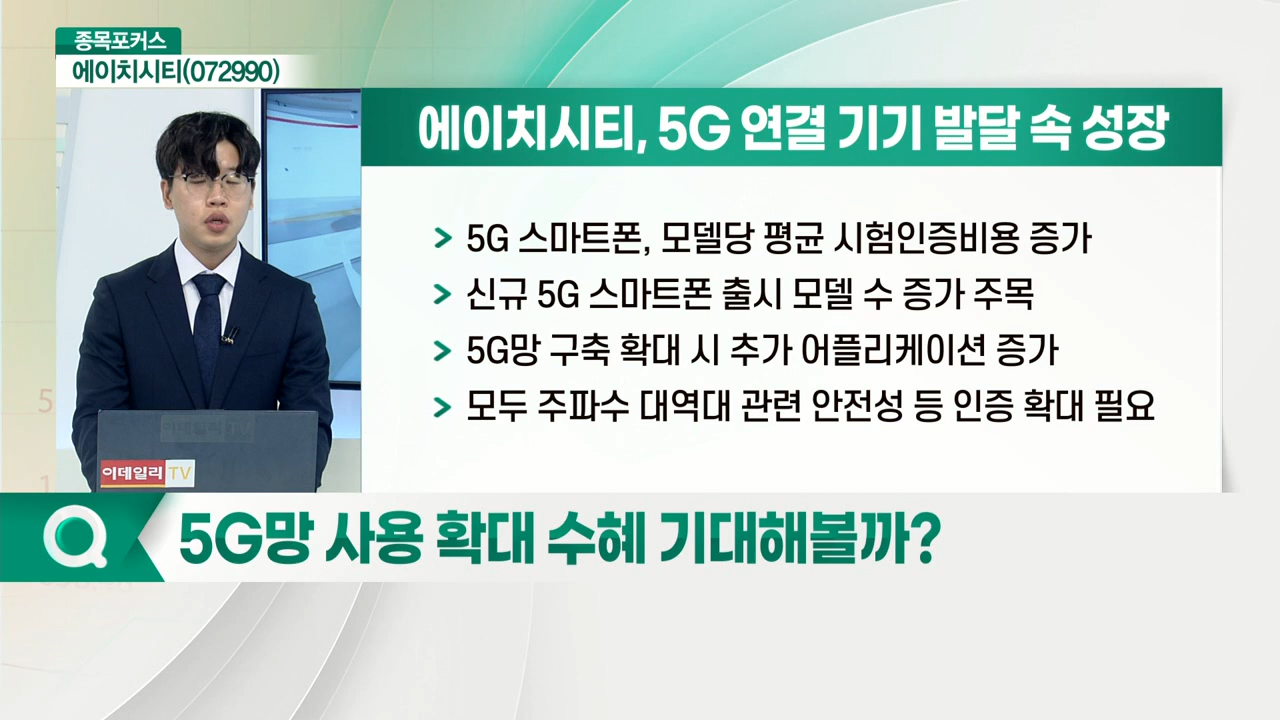 종목포커스
에이치시티(072990)
에이치시티, 5G 연결 기기 발달 속 성장
> 5G 스마트폰, 모델당 평균 시험인증비용 증가
> 신규 5G 스마트폰 출시 모델 수 증가 주목
> 5G망 구축 확대 시 추가 어플리케이션 증가
> 모두 주파수 대역대 관련 안전성 등 인증 확대 필요
이데일리 TV
이데일리 TV
Q 5G망 사용 확대 수혜 기대해볼까?